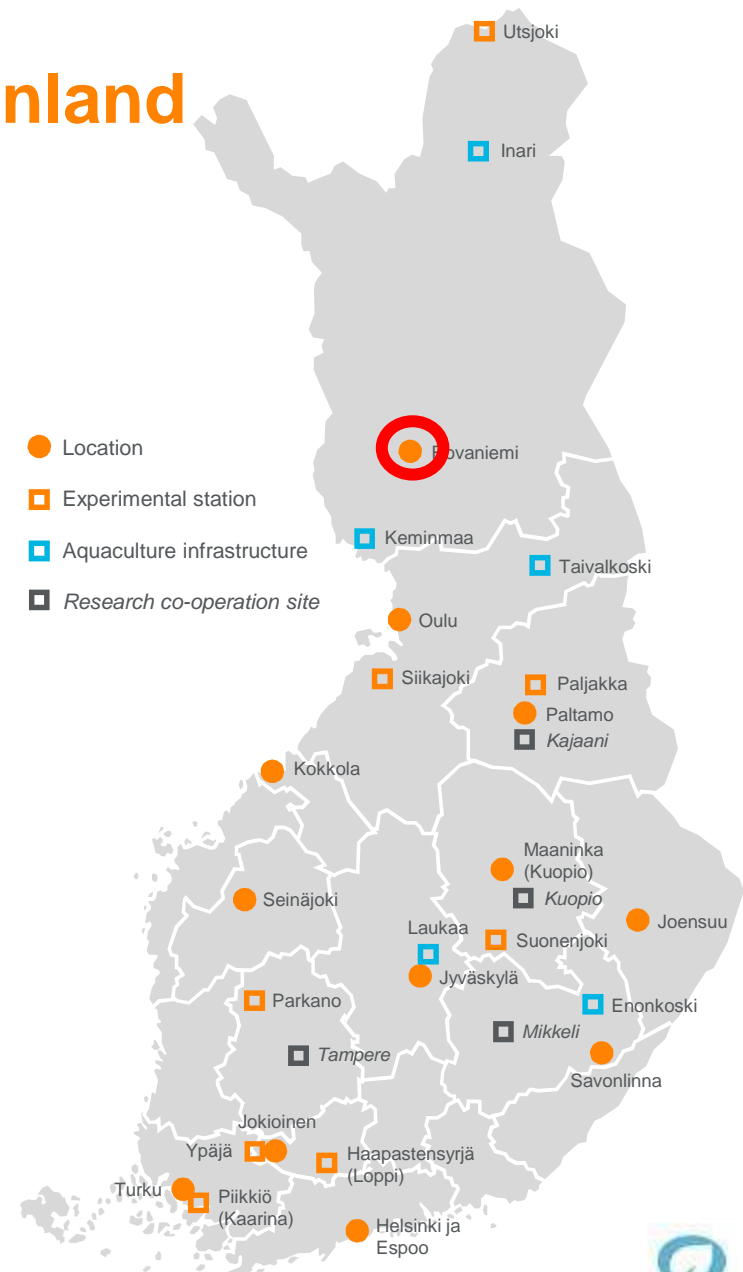 nland
Utsjoki
Inari
Rovaniemi
Location
Experimental station
Aquaculture infrastructure
Research co-operation site
Keminmaa
Taivalkoski
Oulu
Siikajoki
Paljakka
Paltamo
Kajaani
Kokkola
Maaninka
(Kuopio)
Kuopio
Seinäjoki
Joensuu
Laukaa
Suonenjoki
Jyväskylä
Parkano
Enonkoski
Mikkeli
Tampere
Savonlinna
Jokioinen
Ypäjä
Haapastensyrjä
(Loppi)
Turku
Piikkiö
(Kaarina)
Helsinki ja
Espoo